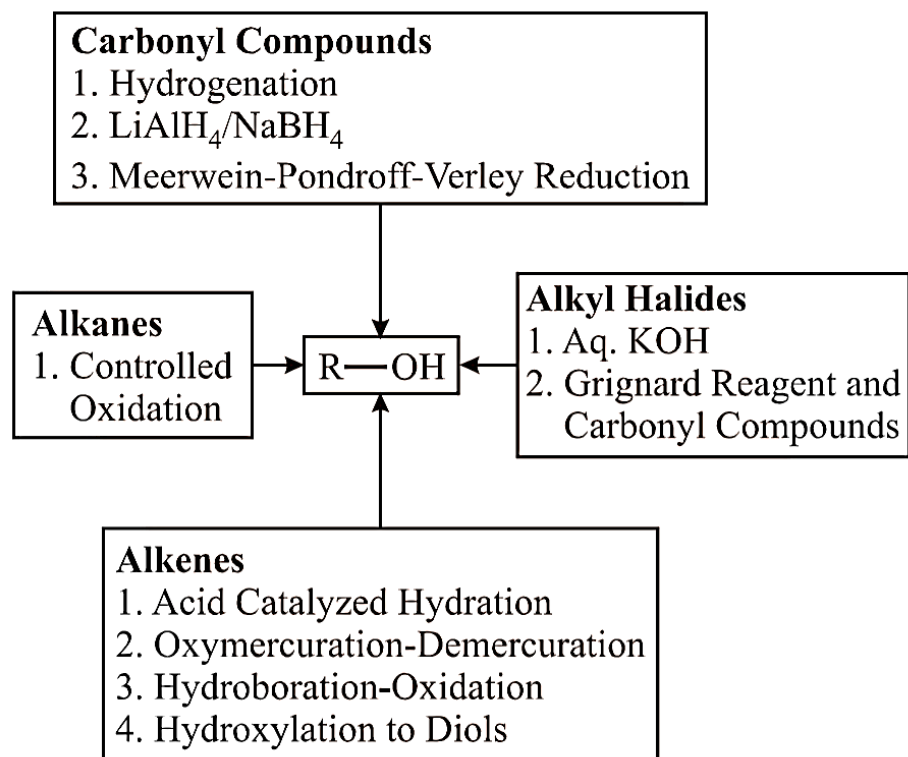 Carbonyl Compounds
1. Hydrogenation
2. LiAlH₄/NaBH₄
3. Meerwein-Pondroff-Verley Reduction
Alkanes
1. Controlled
Oxidation
R—OH
Alkyl Halides
1. Aq. KOH
2. Grignard Reagent and
Carbonyl Compounds
Alkenes
1. Acid Catalyzed Hydration
2. Oxymercuration-Demercuration
3. Hydroboration-Oxidation
4. Hydroxylation to Diols